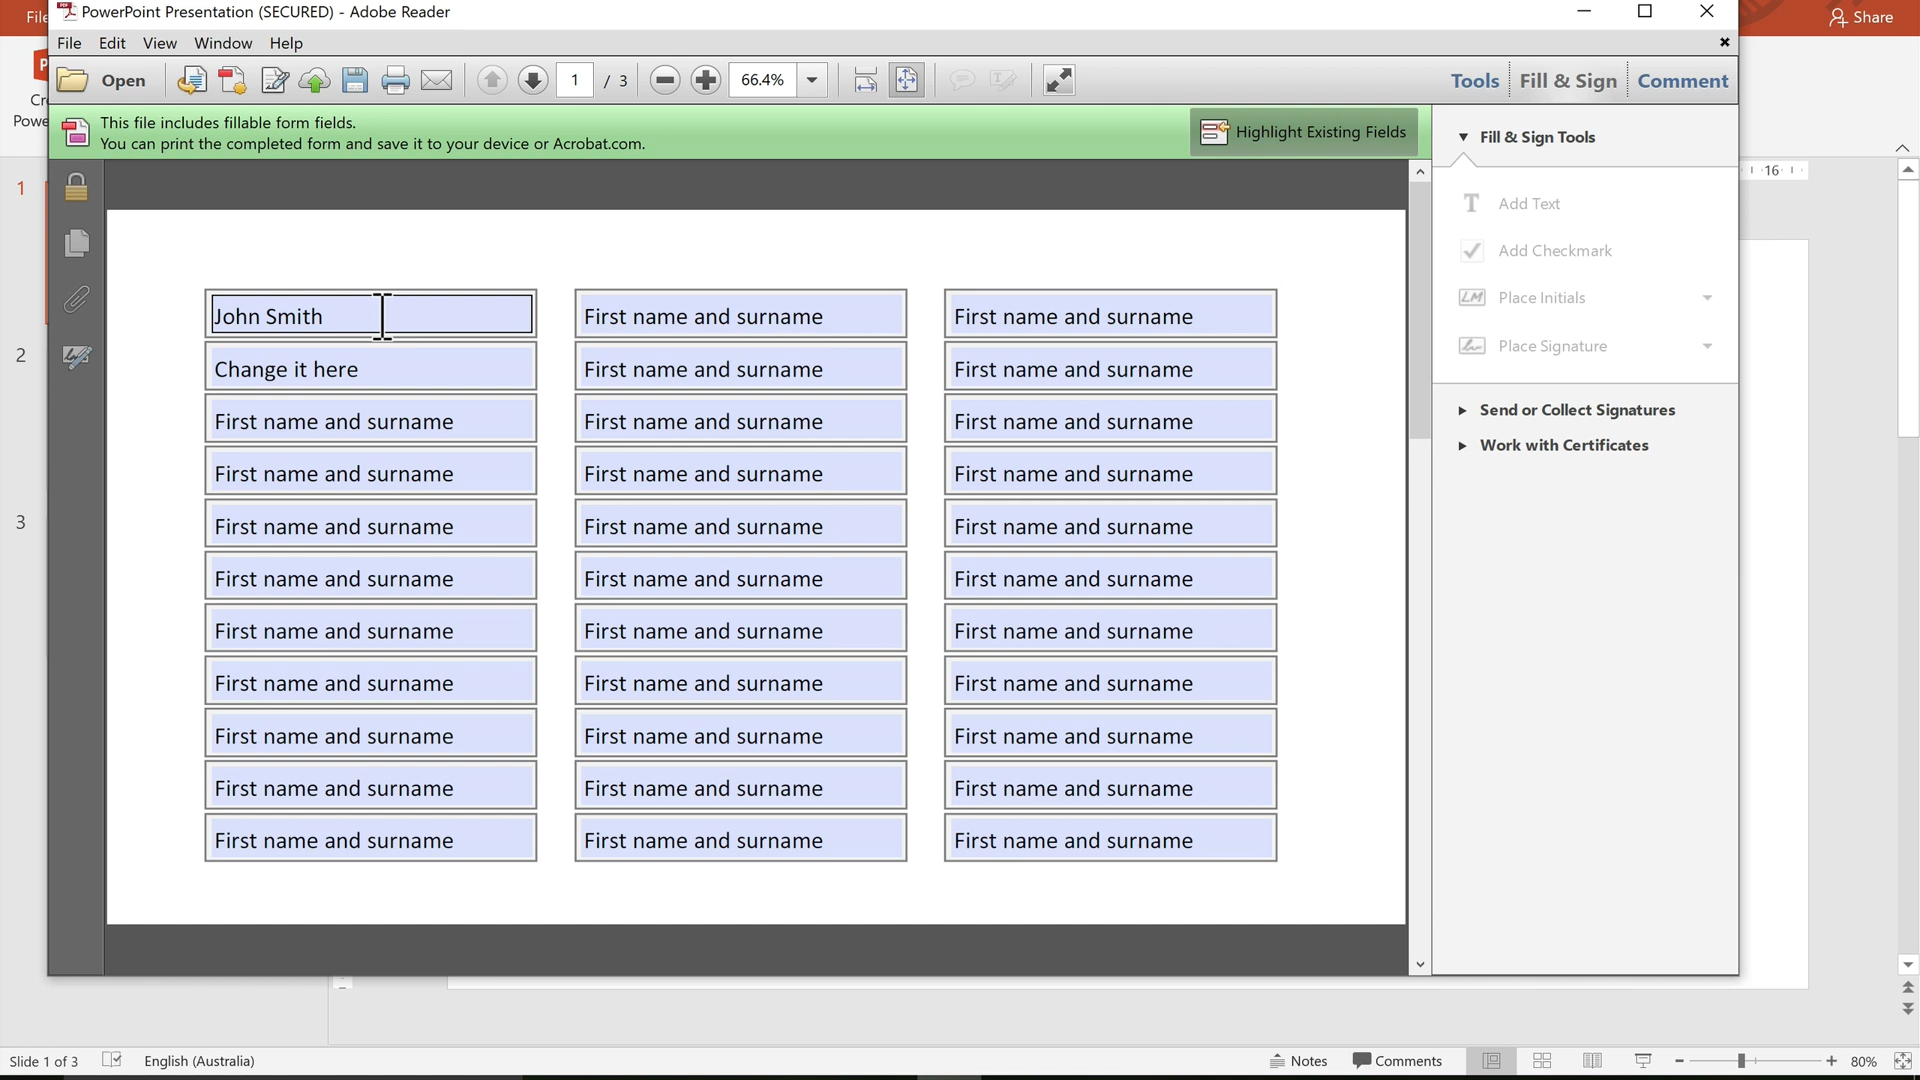 PowerPoint Presentation (SECURED) - Adobe Reader
Share
File Edit View Window Help
Open
1 / 3
66.4%
Tools
Fill & Sign
Comment
This file includes fillable form fields.
You can print the completed form and save it to your device or Acrobat.com.
Highlight Existing Fields
Fill & Sign Tools
Add Text
Add Checkmark
Place Initials
Place Signature
Send or Collect Signatures
Work with Certificates
16
1
2
3
John Smith First name and surname First name and surname
Change it here First name and surname First name and surname
First name and surname First name and surname First name and surname
First name and surname First name and surname First name and surname
First name and surname First name and surname First name and surname
First name and surname First name and surname First name and surname
First name and surname First name and surname First name and surname
First name and surname First name and surname First name and surname
First name and surname First name and surname First name and surname
First name and surname First name and surname First name and surname
First name and surname First name and surname First name and surname
Slide 1 of 3
English (Australia)
Notes
Comments
80%